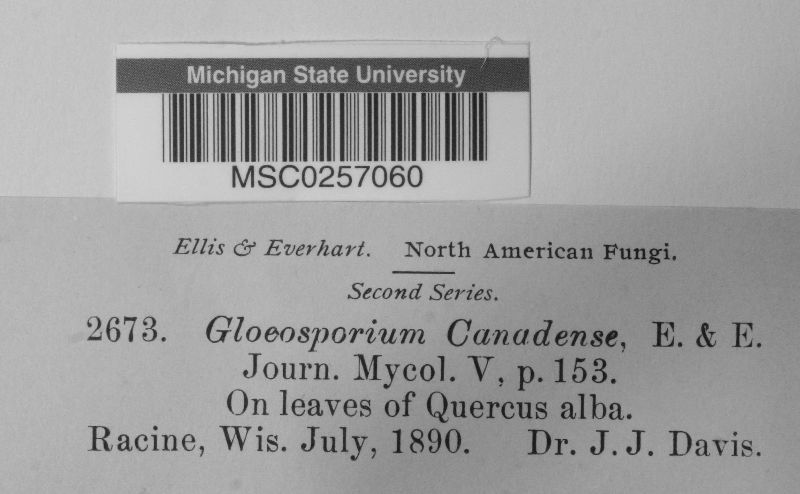 Michigan State University
MSC0257060
Ellis & Everhart. North American Fungi.
Second Series.
2673. Gloeosporium Canadense, E. & E.
Journ. Mycol. V, p. 153.
On leaves of Quercus alba.
Racine, Wis. July, 1890. Dr. J. J. Davis.